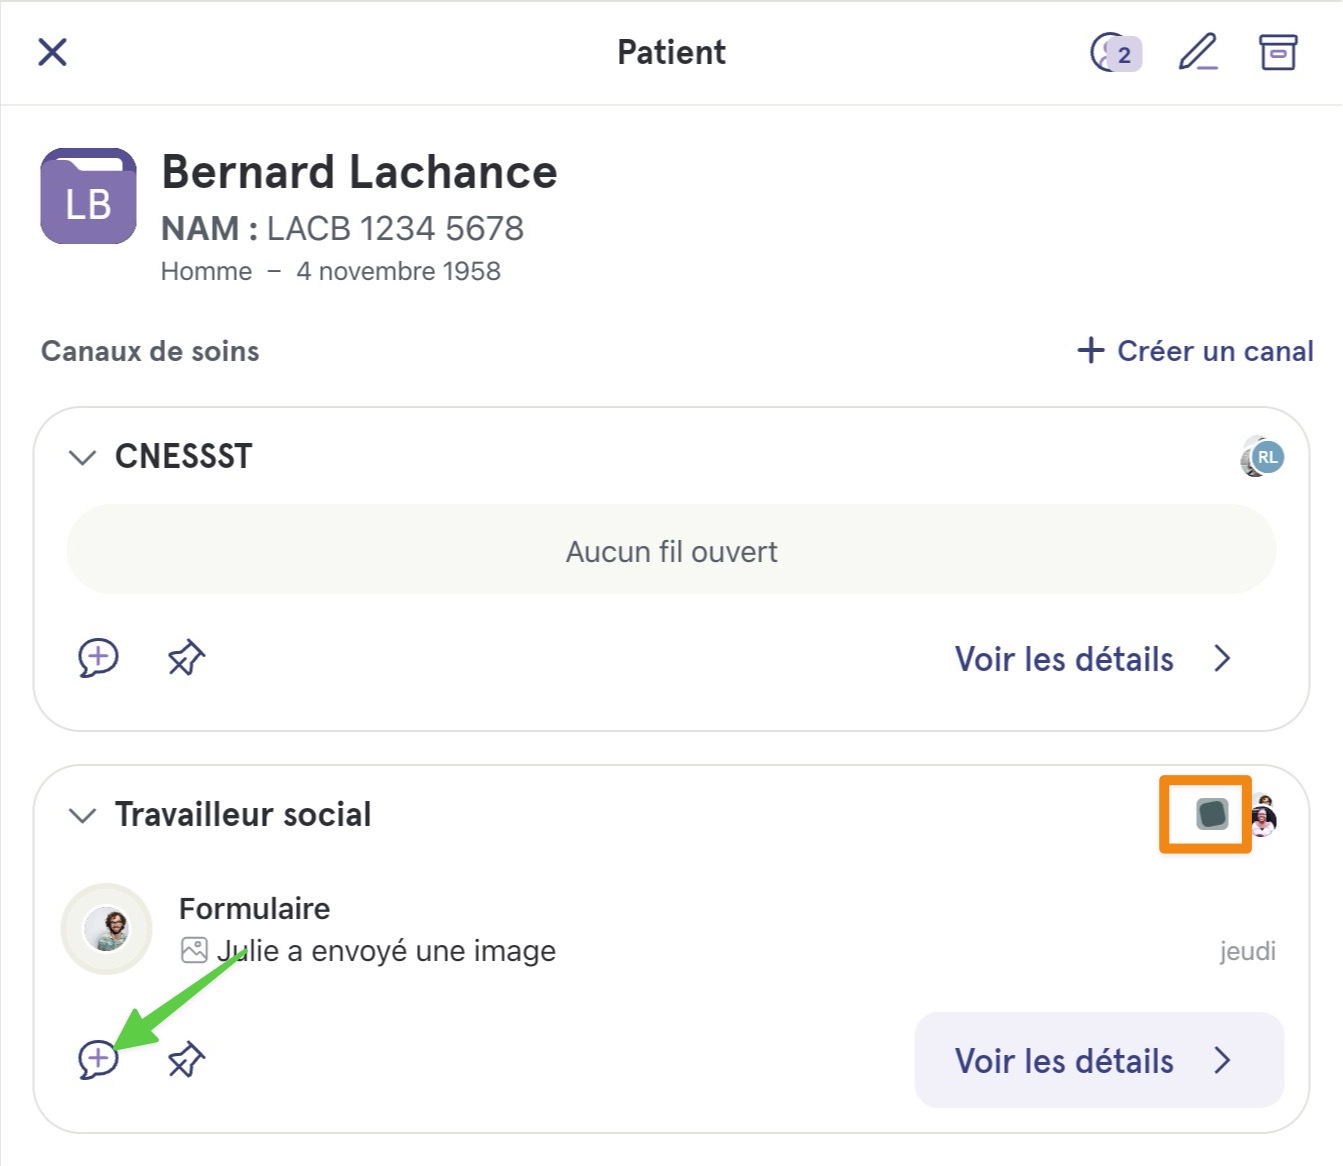 Patient
2
LB
Bernard Lachance
NAM : LACB 1234 5678
Homme – 4 novembre 1958
Canaux de soins
Créer un canal
CNESSST
RL
Aucun fil ouvert
Voir les détails
Travailleur social
Formulaire
Julie a envoyé une image
jeudi
Voir les détails